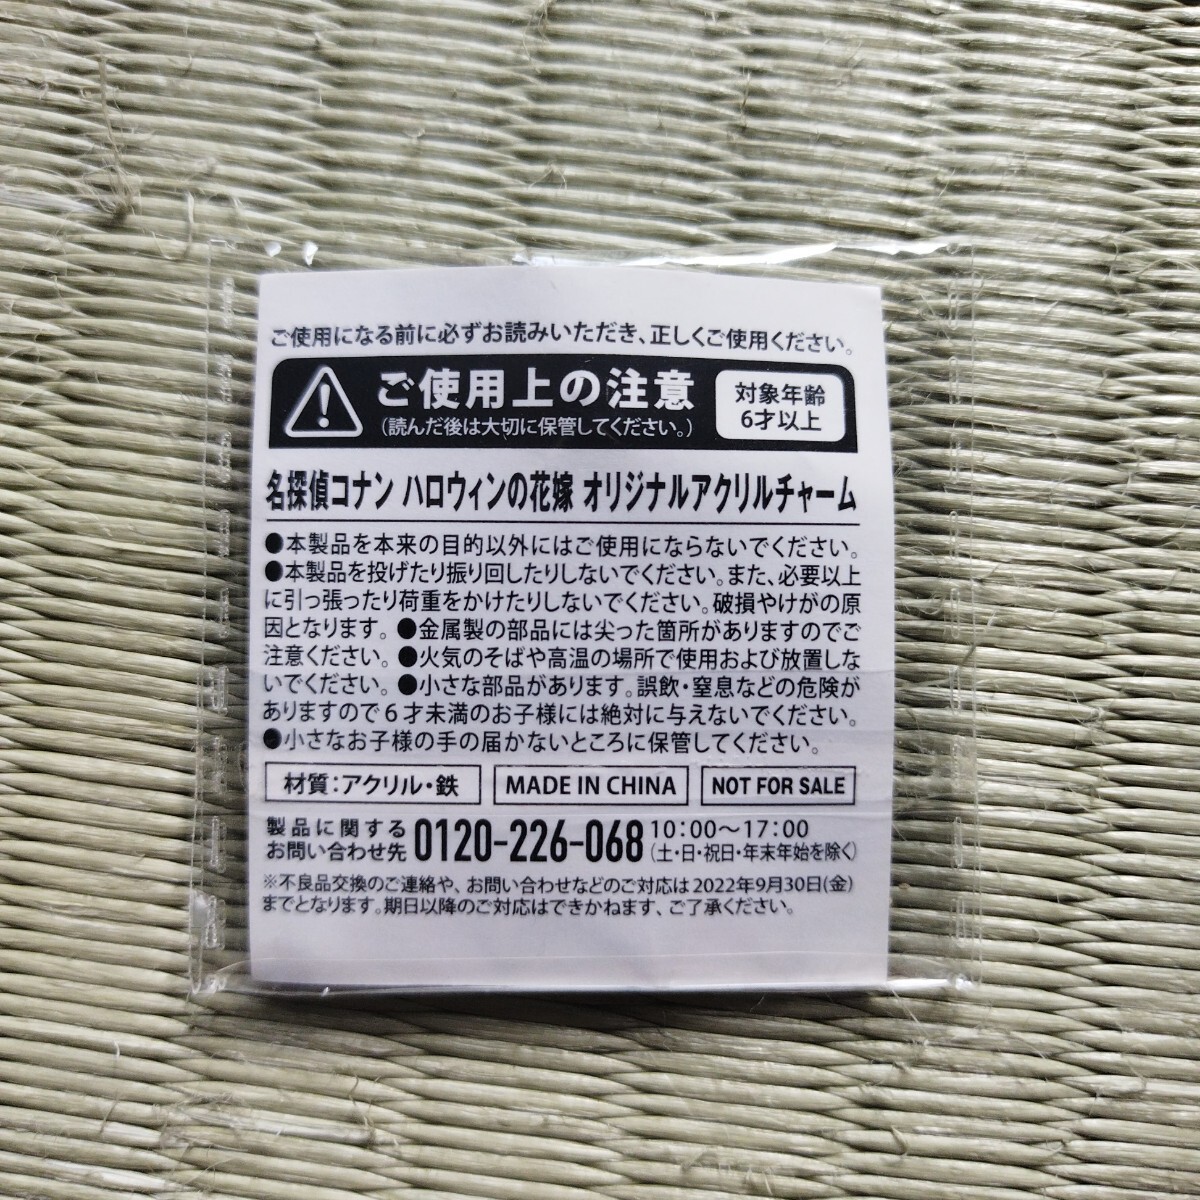 ご使用になる前に必ずお読みいただき、正しくご使用ください。
ご使用上の注意
(読んだ後は大切に保管してください。)
対象年齢
6才以上
名探偵コナン ハロウィンの花嫁 オリジナルアクリルチャーム
●本製品を本来の目的以外にはご使用にならないでください。
●本製品を投げたり振り回したりしないでください。また、必要以上
に引っ張ったり荷重をかけたりしないでください。破損やけがの原
因となります。●金属製の部品には尖った箇所がありますのでご
注意ください。●火気のそばや高温の場所で使用および放置しな
いでください。●小さな部品があります。誤飲・窒息などの危険が
ありますので6才未満のお子様には絶対に与えないでください。
●小さなお子様の手の届かないところに保管してください。
材質：アクリル・鉄
MADE IN CHINA
NOT FOR SALE
製品に関する
お問い合わせ先
0120-226-068
10：00～17：00
(土・日・祝日・年末年始を除く)
※不良品交換のご連絡や、お問い合わせなどのご対応は2022年9月30日(金)
までとなります。期日以降のご対応はできかねます、ご了承ください。